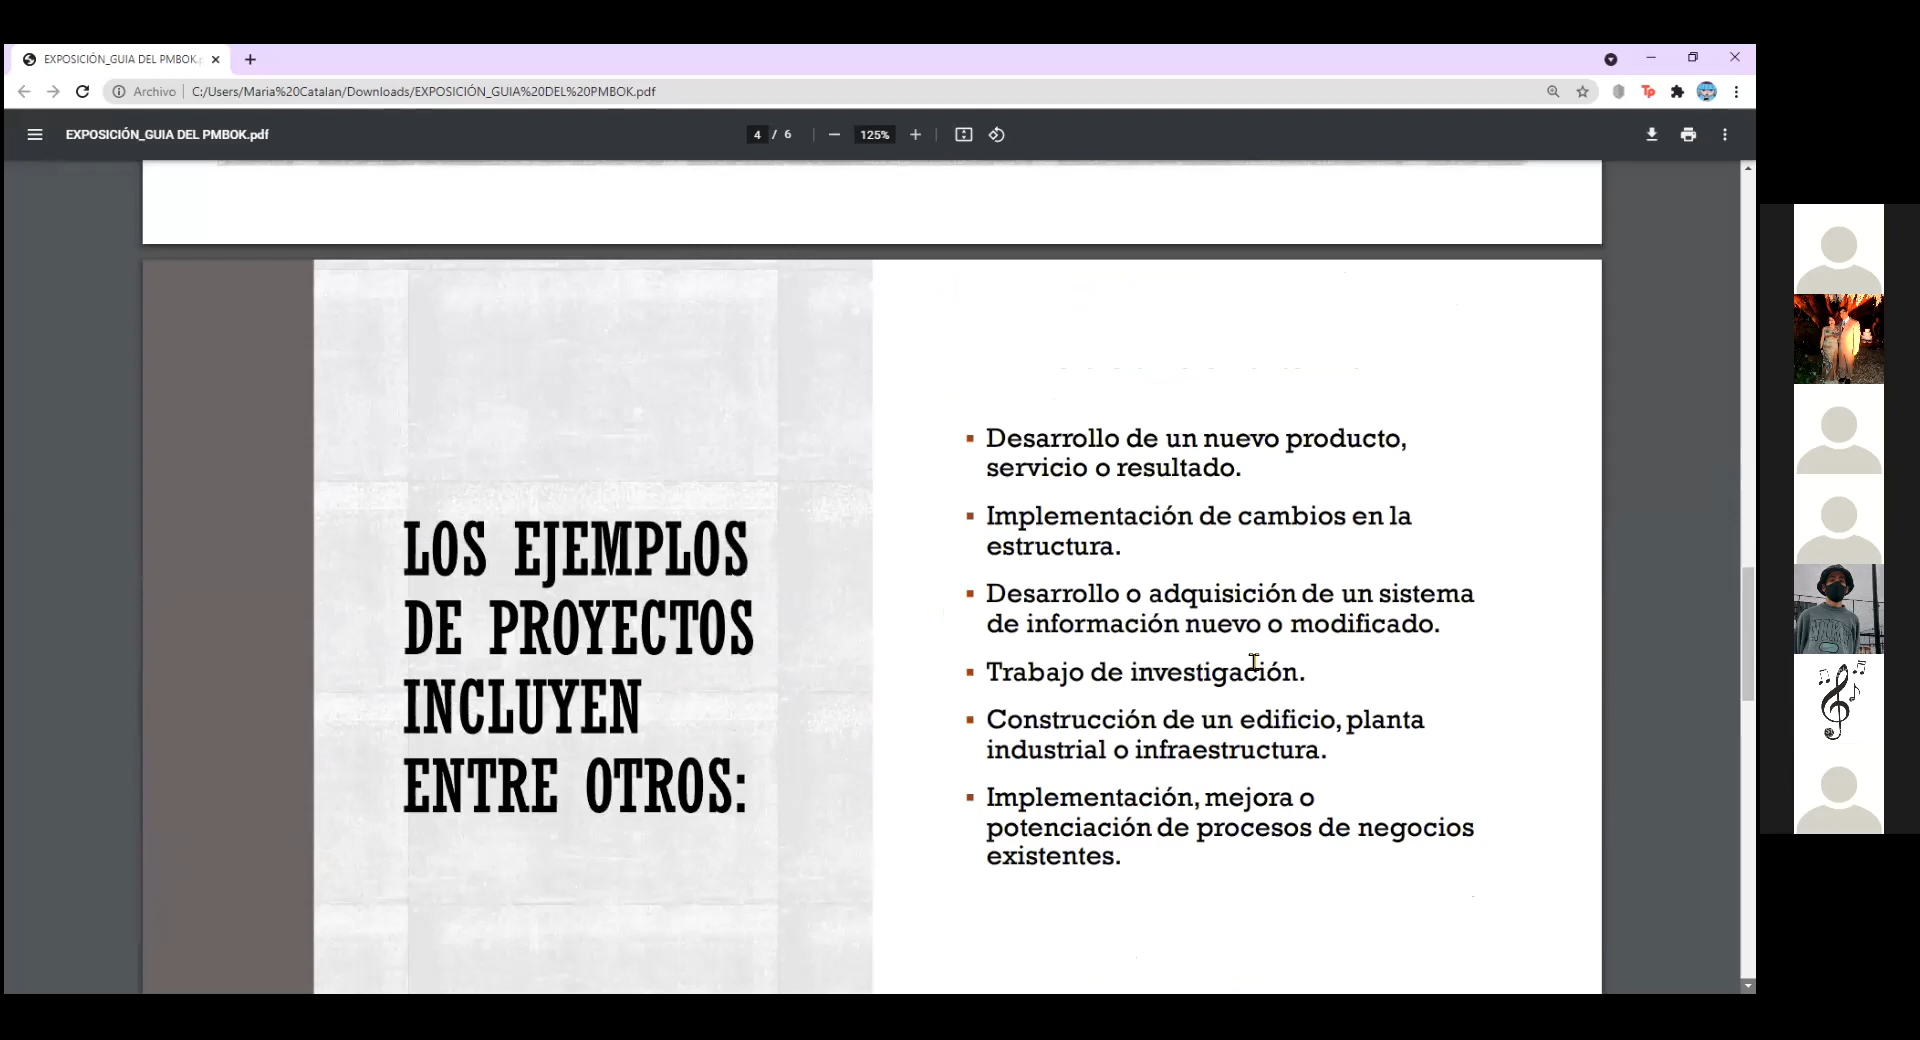 EXPOSICIÓN_GUIA DEL PMBOK.
Archivo | C:/Users/Maria%20Catalan/Downloads/EXPOSICIÓN_GUIA%20DEL%20PMBOK.pdf
Tp
EXPOSICIÓN_GUIA DEL PMBOK.pdf
4 / 6
125%
LOS EJEMPLOS
DE PROYECTOS
INCLUYEN
ENTRE OTROS:
▪ Desarrollo de un nuevo producto,
servicio o resultado.
▪ Implementación de cambios en la
estructura.
▪ Desarrollo o adquisición de un sistema
de información nuevo o modificado.
▪ Trabajo de investigación.
▪ Construcción de un edificio, planta
industrial o infraestructura.
▪ Implementación, mejora o
potenciación de procesos de negocios
existentes.